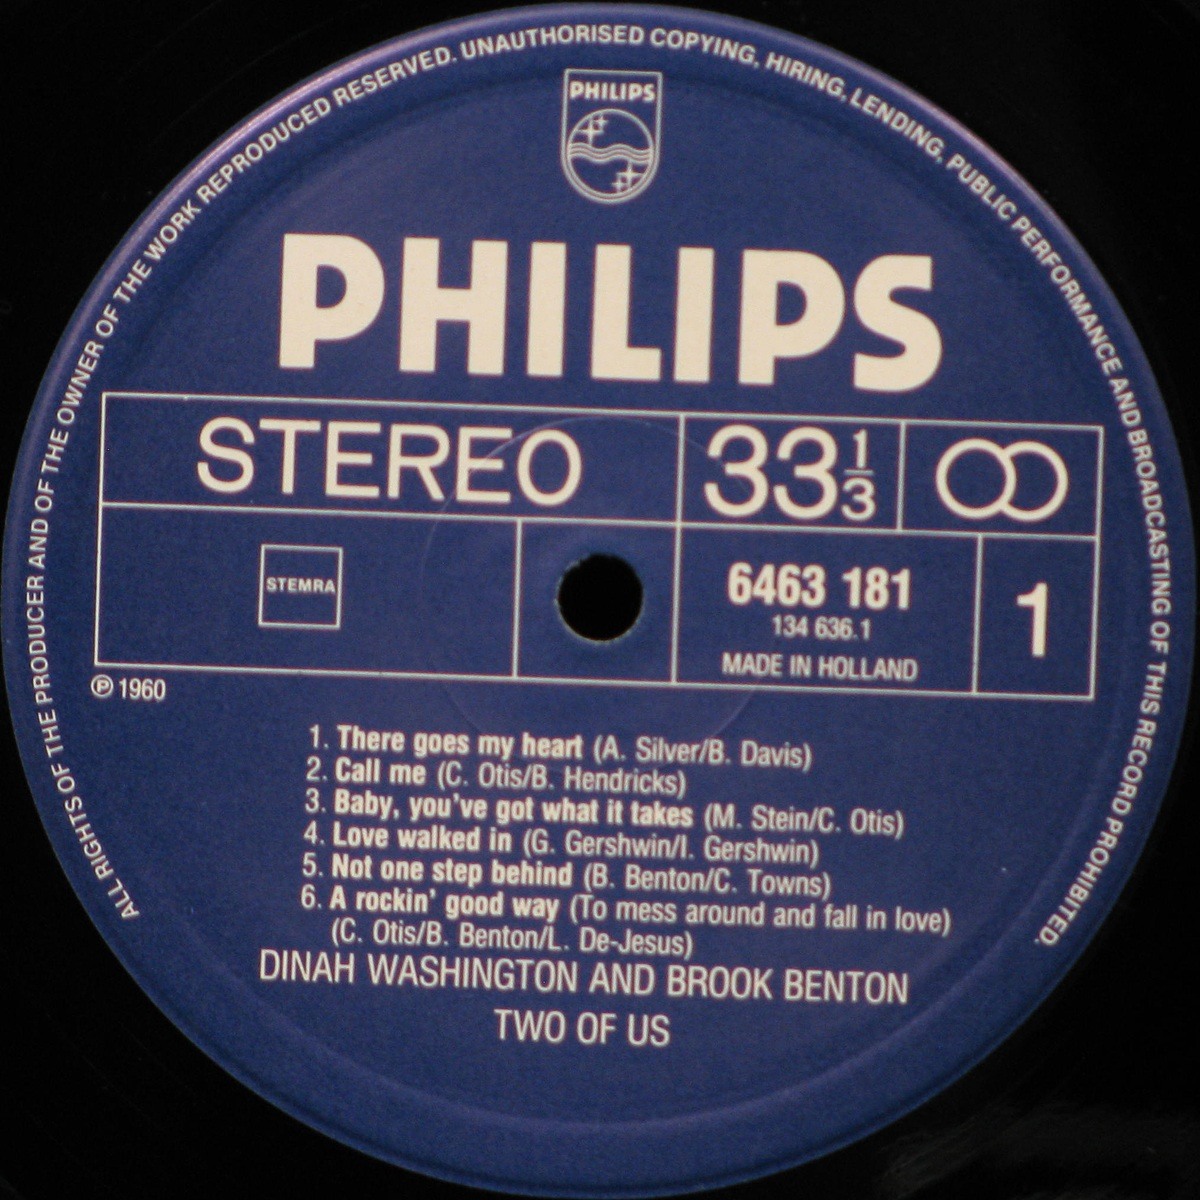 ALL RIGHTS OF THE PRODUCER AND OF THE OWNER OF THE WORK REPRODUCED RESERVED. UNAUTHORISED COPYING, HIRING, LENDING, PUBLIC PERFORMANCE AND BROADCASTING OF THIS RECORD PROHIBITED.
PHILIPS
PHILIPS
STEREO 33 1/3
STEMRA
6463 181
134 636.1
MADE IN HOLLAND
1
℗ 1960
1. There goes my heart (A. Silver/B. Davis)
2. Call me (C. Otis/B. Hendricks)
3. Baby, you've got what it takes (M. Stein/C. Otis)
4. Love walked in (G. Gershwin/I. Gershwin)
5. Not one step behind (B. Benton/C. Towns)
6. A rockin' good way (To mess around and fall in love)
(C. Otis/B. Benton/L. De-Jesus)
DINAH WASHINGTON AND BROOK BENTON
TWO OF US